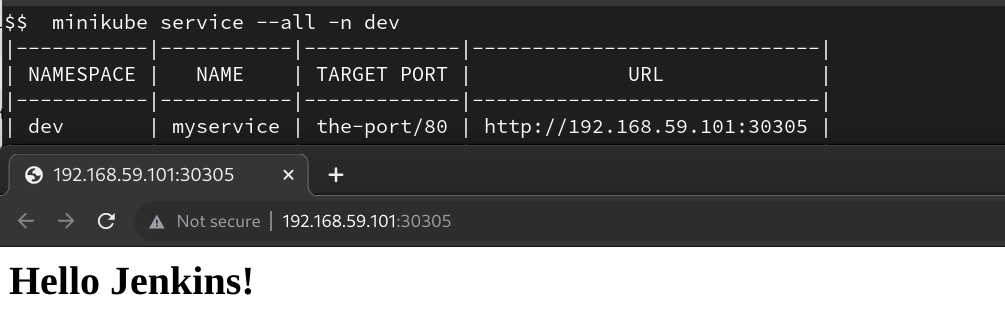 $$  minikube service --all -n dev
|-----------|-----------|-------------|-----------------------------|
| NAMESPACE |   NAME    | TARGET PORT |             URL             |
|-----------|-----------|-------------|-----------------------------|
| dev       | myservice | the-port/80 | http://192.168.59.101:30305 |
192.168.59.101:30305
Not secure | 192.168.59.101:30305
Hello Jenkins!